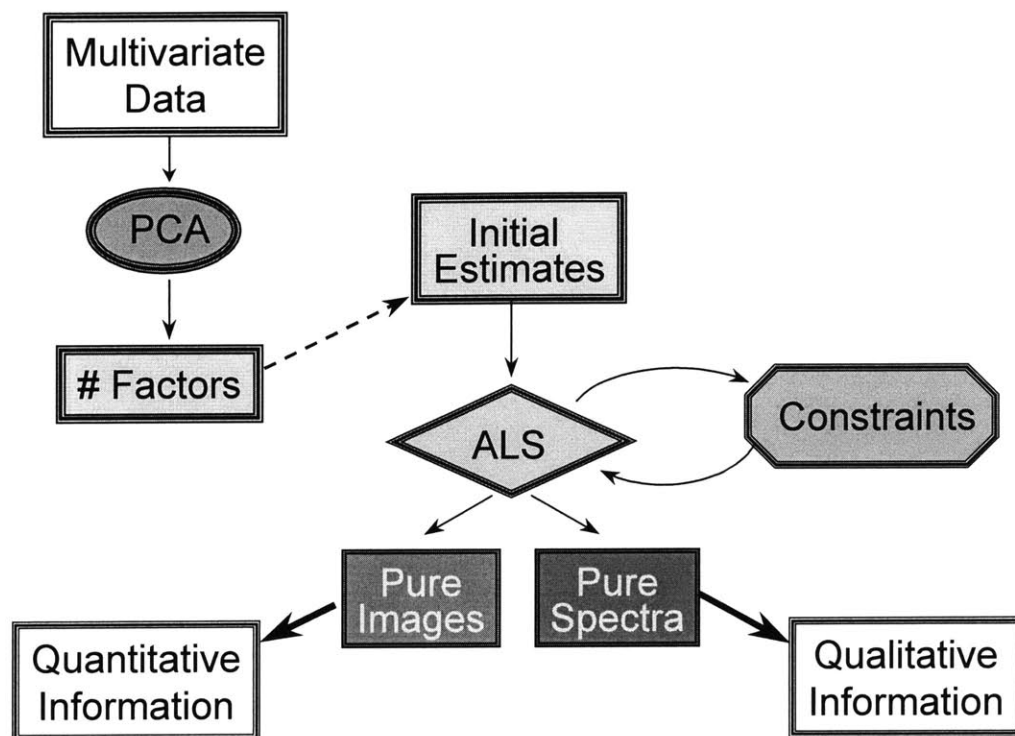 Multivariate
Data
PCA
# Factors
Initial
Estimates
ALS
Constraints
Pure
Images
Pure
Spectra
Quantitative
Information
Qualitative
Information